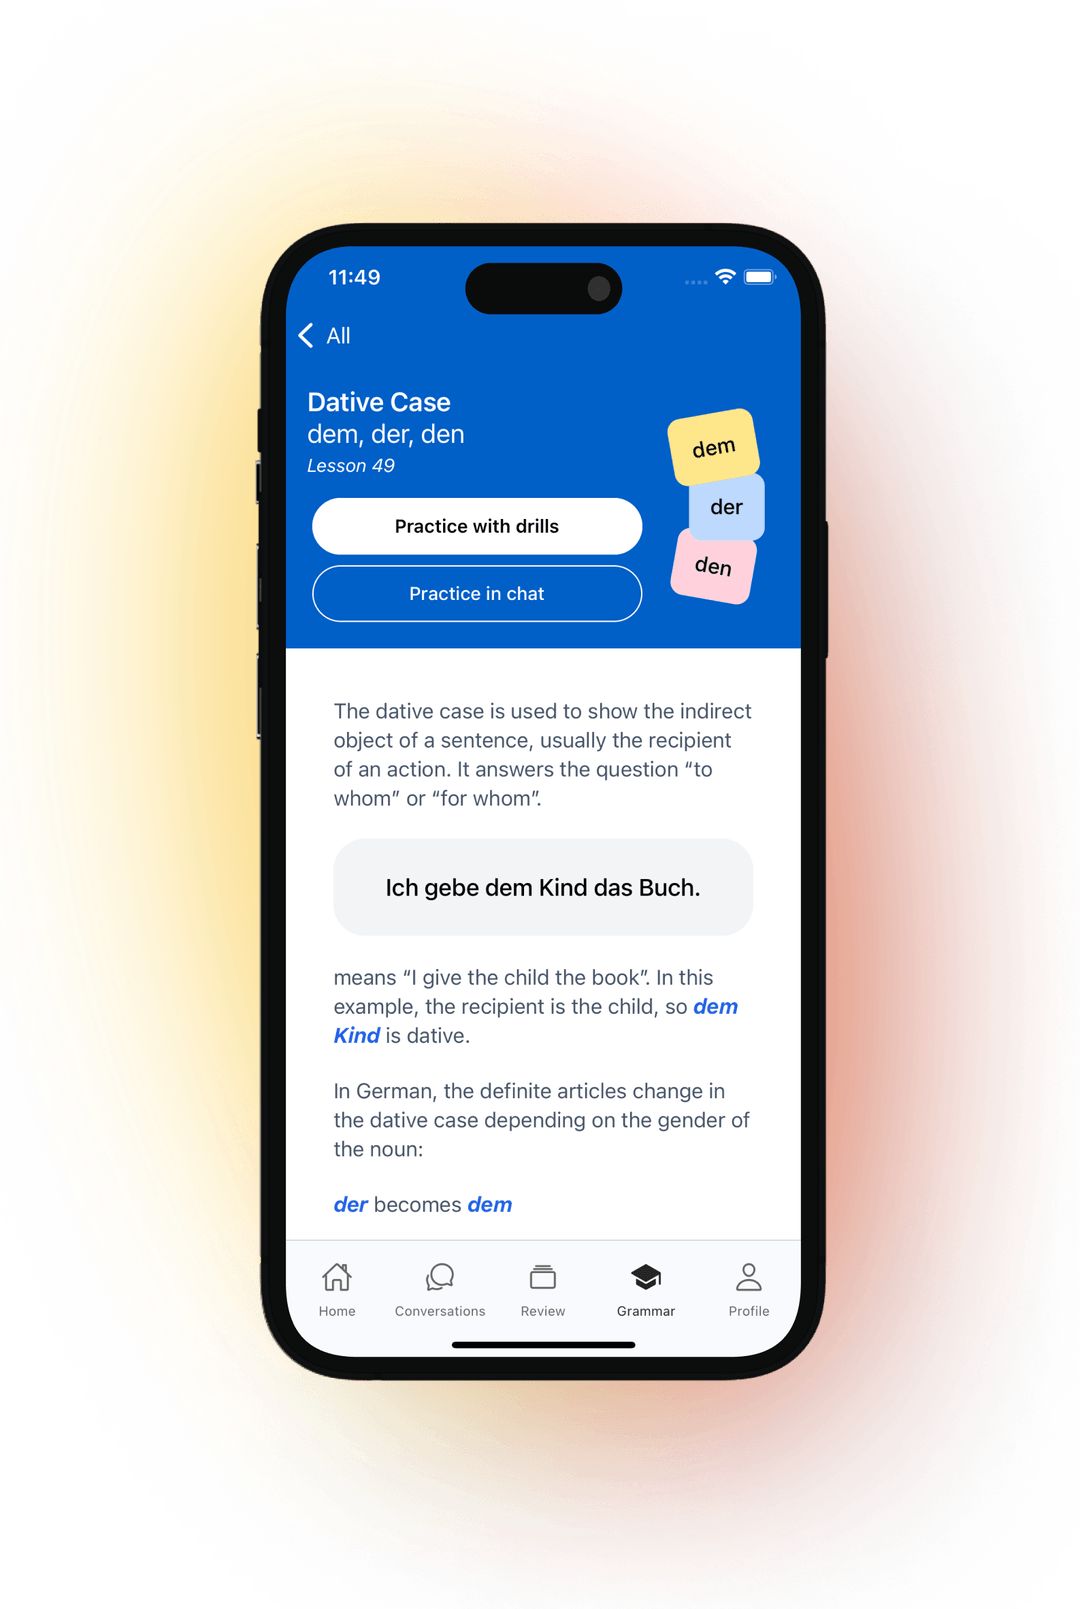 11:49
All
Dative Case
dem, der, den
Lesson 49
Practice with drills
Practice in chat
dem
der
den
The dative case is used to show the indirect
object of a sentence, usually the recipient
of an action. It answers the question “to
whom” or “for whom”.
Ich gebe dem Kind das Buch.
means “I give the child the book”. In this
example, the recipient is the child, so dem
Kind is dative.
In German, the definite articles change in
the dative case depending on the gender of
the noun:
der becomes dem
Home
Conversations
Review
Grammar
Profile